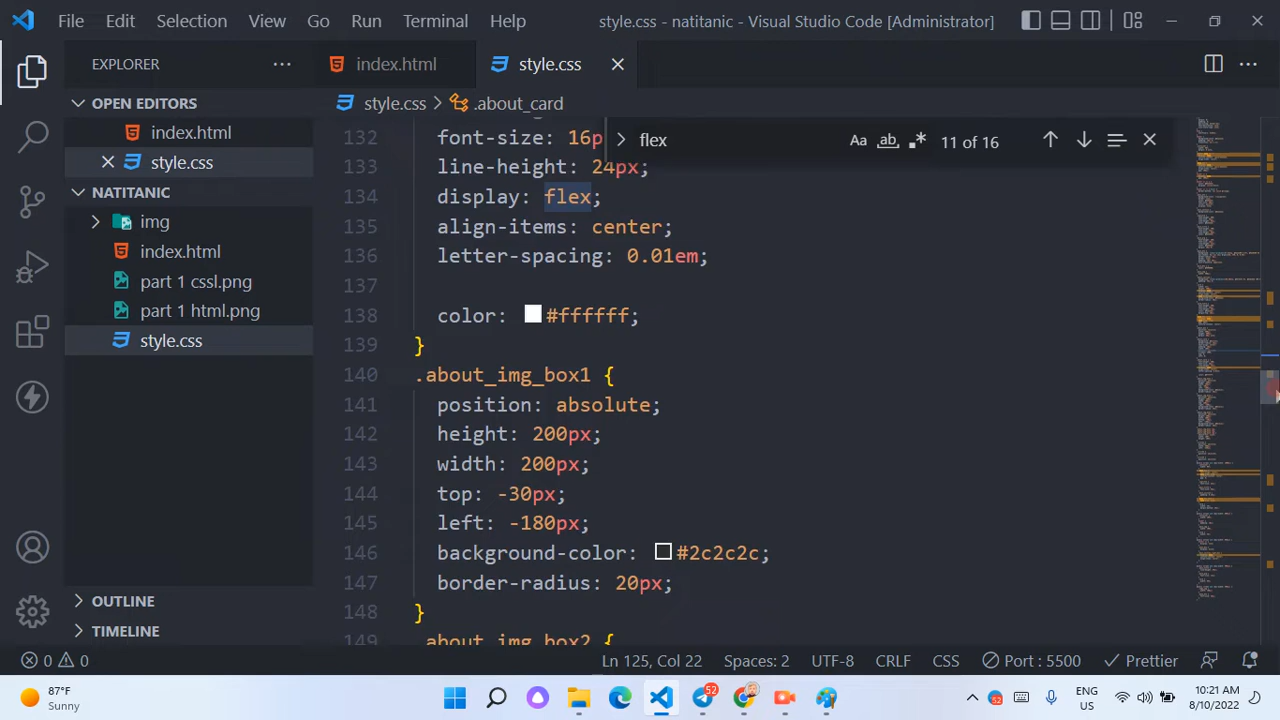 File Edit Selection View Go Run Terminal Help style.css - natitanic - Visual Studio Code [Administrator]
EXPLORER
index.html style.css
OPEN EDITORS
style.css > .about_card
index.html
style.css
NATITANIC
img
index.html
part 1 cssl.png
part 1 html.png
style.css
OUTLINE
TIMELINE
flex Aa ab 11 of 16
132 font-size: 16p
133 line-height: 24px;
134 display: flex;
135 align-items: center;
136 letter-spacing: 0.01em;
137
138 color: #ffffff;
139 }
140 .about_img_box1 {
141 position: absolute;
142 height: 200px;
143 width: 200px;
144 top: -30px;
145 left: -180px;
146 background-color: #2c2c2c;
147 border-radius: 20px;
148 }
149 .about_img_box2 {
0 0 Ln 125, Col 22 Spaces: 2 UTF-8 CRLF CSS Port : 5500 Prettier
87°F
Sunny
52
52
ENG
US
10:21 AM
8/10/2022